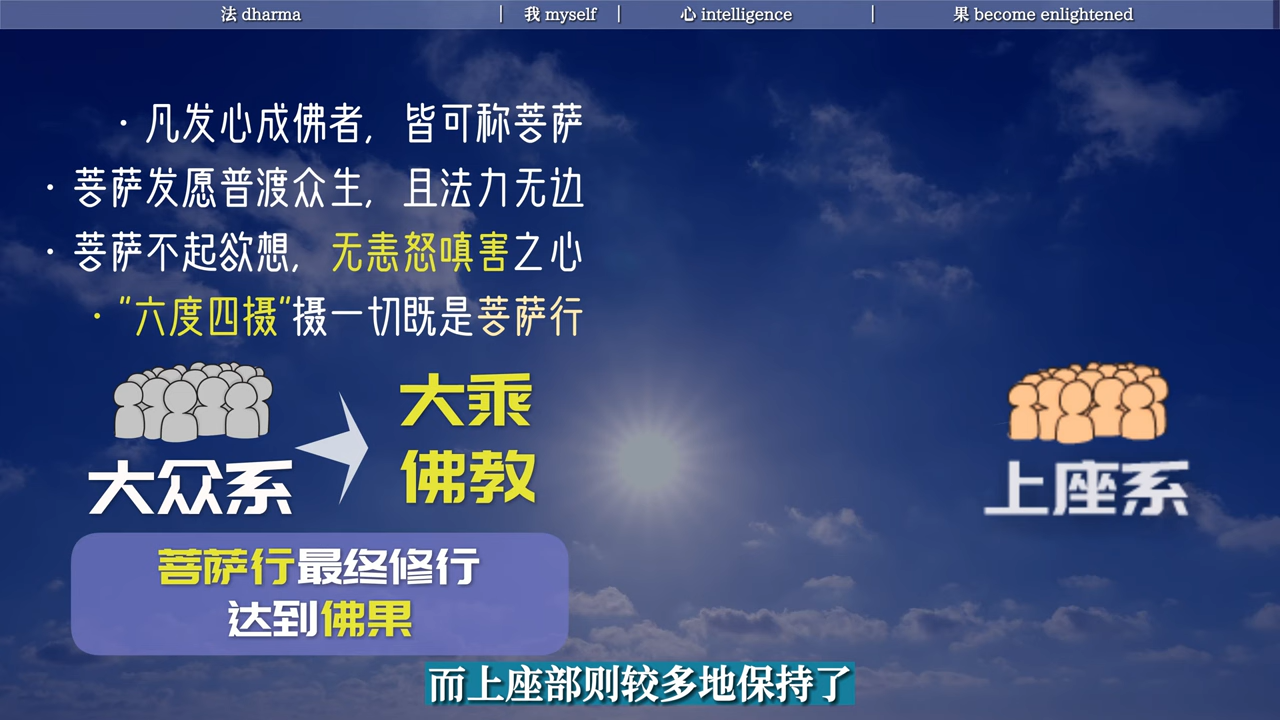 法 dharma | 我 myself | 心 intelligence | 果 become enlightened
· 凡发心成佛者, 皆可称菩萨
· 菩萨发愿普渡众生, 且法力无边
· 菩萨不起欲想, 无恚怒嗔害之心
· "六度四摄"摄一切既是菩萨行
大乘
佛教
大众系
上座系
菩萨行最终修行
达到佛果
而上座部则较多地保持了